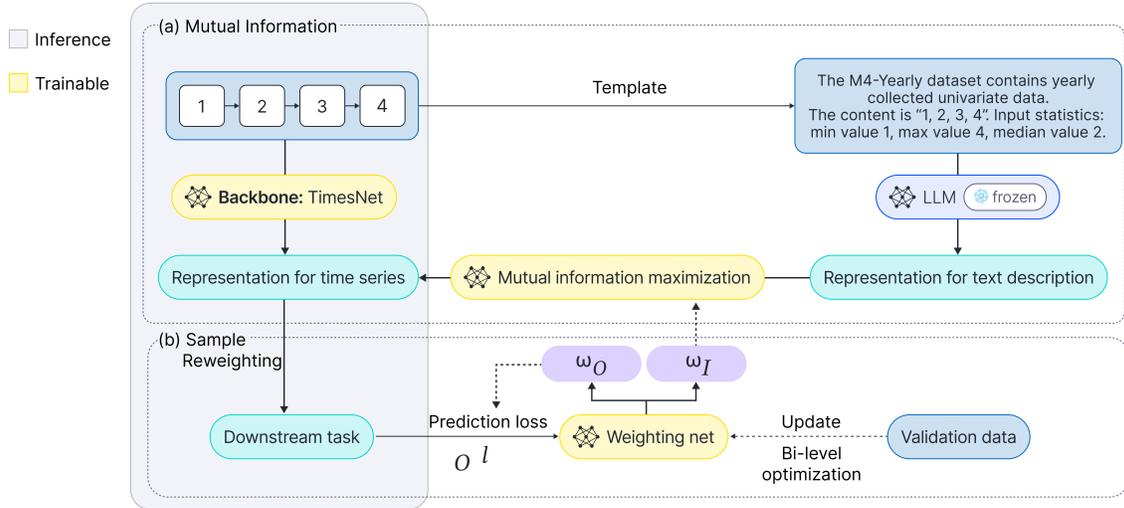 Inference
Trainable
(a) Mutual Information
1 2 3 4
Template
The M4-Yearly dataset contains yearly
collected univariate data.
The content is “1, 2, 3, 4”. Input statistics:
min value 1, max value 4, median value 2.
Backbone: TimesNet
LLM frozen
Representation for time series
Mutual information maximization
Representation for text description
(b) Sample
Reweighting
ω_O ω_I
Downstream task
Prediction loss
O l
Weighting net
Update
Bi-level
optimization
Validation data